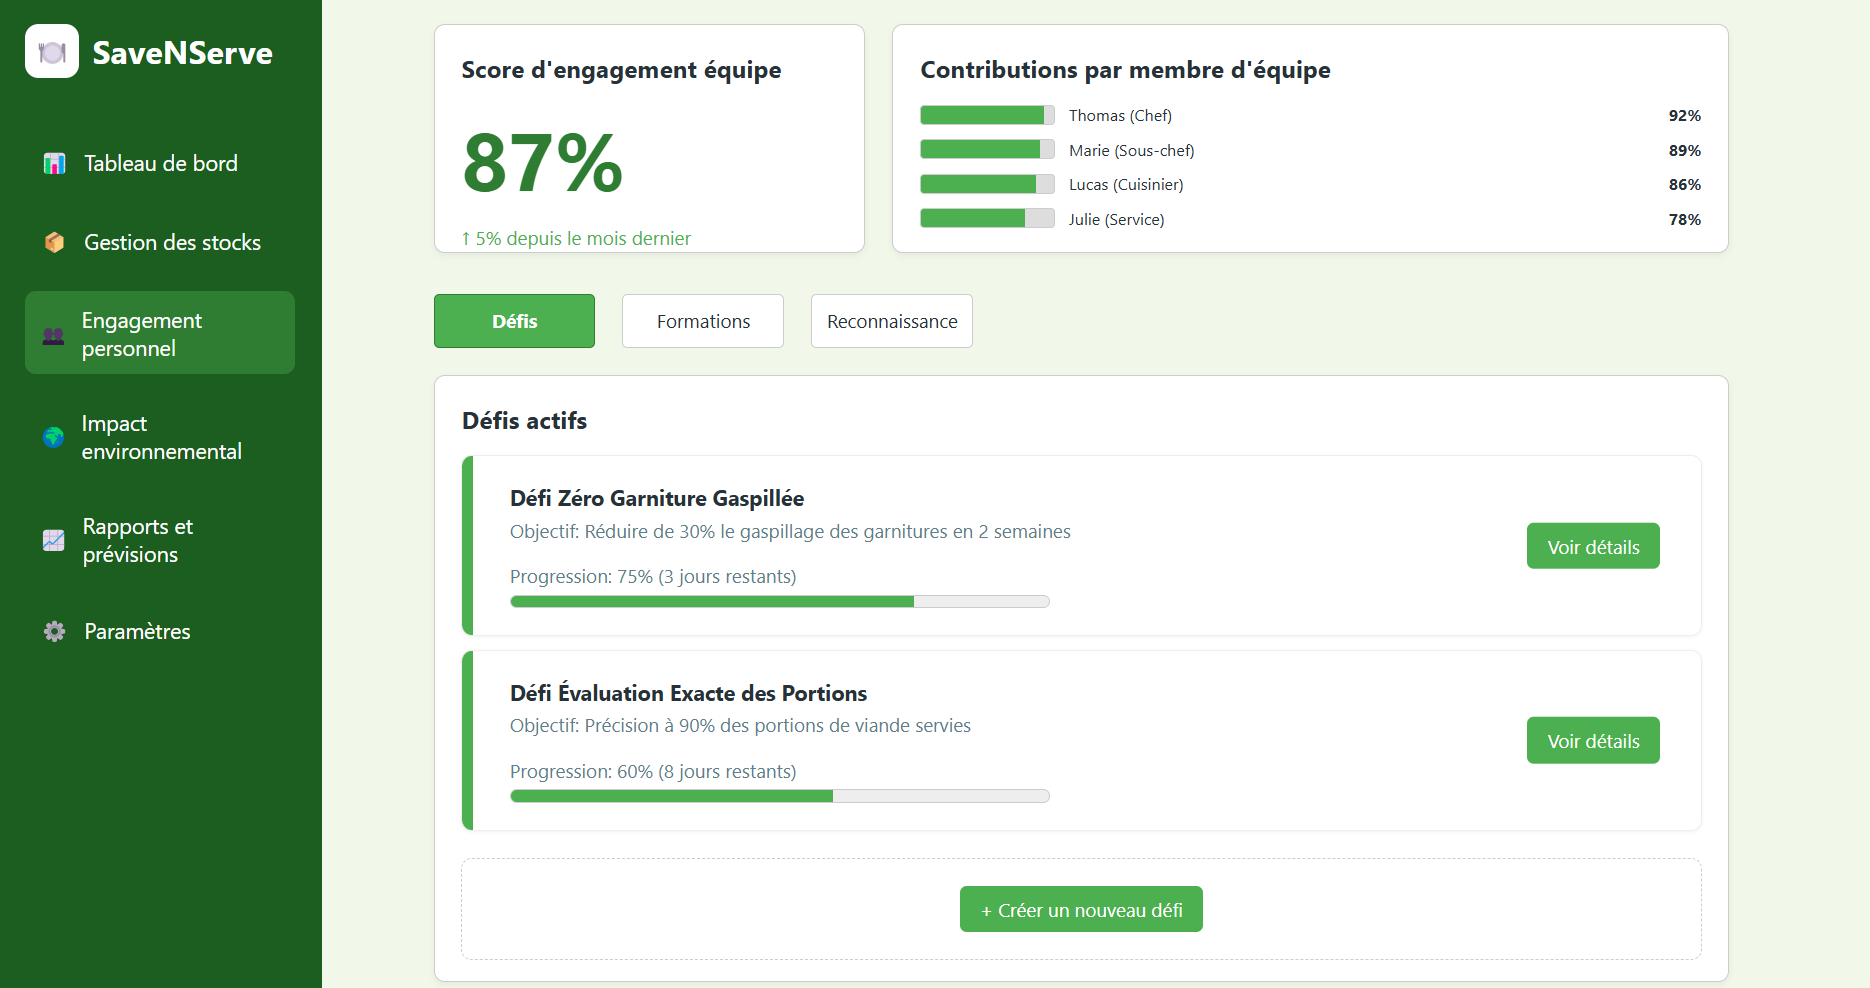 SaveNServe
Tableau de bord
Gestion des stocks
Engagement
personnel
Impact
environnemental
Rapports et
prévisions
Paramètres
Score d'engagement équipe
87%
↑ 5% depuis le mois dernier
Contributions par membre d'équipe
Thomas (Chef) 92%
Marie (Sous-chef) 89%
Lucas (Cuisinier) 86%
Julie (Service) 78%
Défis
Formations
Reconnaissance
Défis actifs
Défi Zéro Garniture Gaspillée
Objectif: Réduire de 30% le gaspillage des garnitures en 2 semaines
Progression: 75% (3 jours restants)
Voir détails
Défi Évaluation Exacte des Portions
Objectif: Précision à 90% des portions de viande servies
Progression: 60% (8 jours restants)
Voir détails
+ Créer un nouveau défi